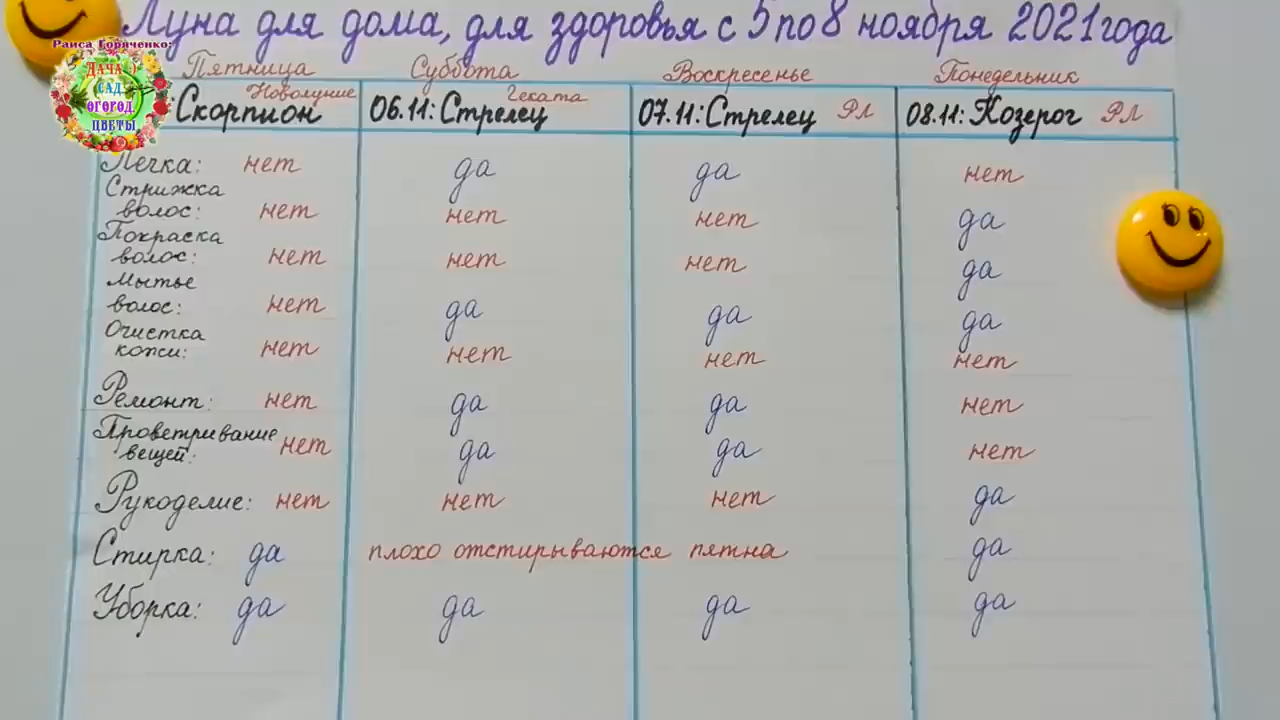 Луна для дома, для здоровья с 5 по 8 ноября 2021 года
Раиса Горяченко:
Дача :)
САД
ОГОРОД
ЦВЕТЫ
Пятница Суббота Воскресенье Понедельник
Новолуние Геката
Скорпион 06.11: Стрелец 07.11: Стрелец РЛ 08.11: Козерог РЛ
Легка: нет да да нет
Стрижка
волос: нет нет нет да
Покраска
волос: нет нет нет да
Мытье
волос: нет да да да
Очистка
кожи: нет нет нет нет
Ремонт: нет да да нет
Проветривание
вещей: нет да да нет
Рукоделие: нет нет нет да
Стирка: да плохо отстирываются пятна да
Уборка: да да да да